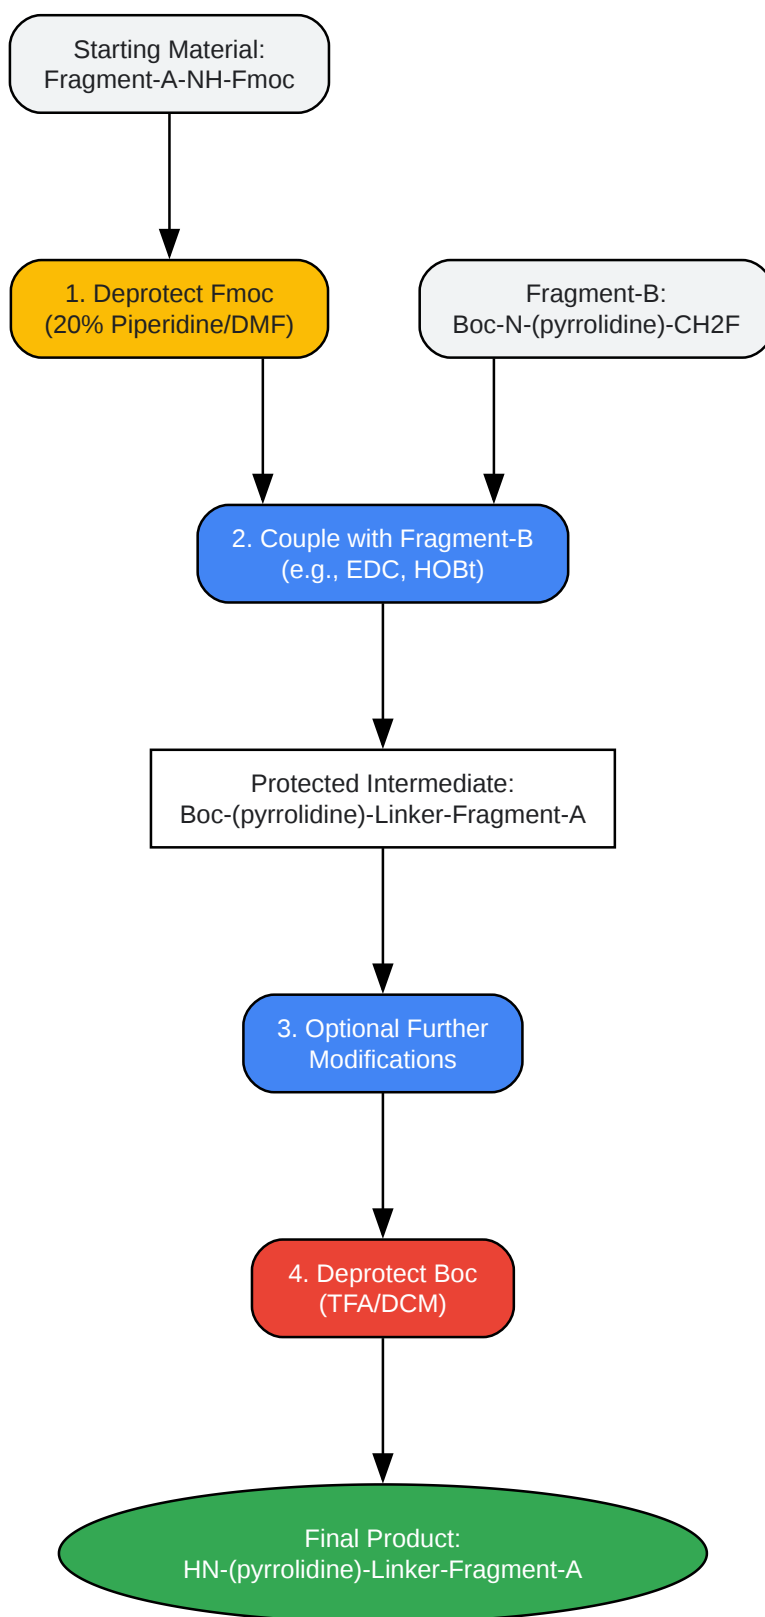 Starting Material:
Fragment-A-NH-Fmoc
1. Deprotect Fmoc
(20% Piperidine/DMF)
Fragment-B:
Boc-N-(pyrrolidine)-CH2F
2. Couple with Fragment-B
(e.g., EDC, HOBt)
Protected Intermediate:
Boc-(pyrrolidine)-Linker-Fragment-A
3. Optional Further
Modifications
4. Deprotect Boc
(TFA/DCM)
Final Product:
HN-(pyrrolidine)-Linker-Fragment-A